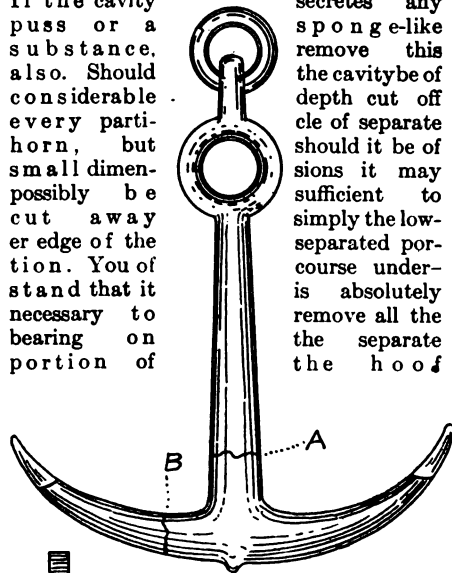 If the cavity secretes any
puss or a sponge-like
substance, remove this
also. Should the cavitybe of
considerable depth cut off
every parti- cle of separate
horn, but should it be of
small dimen- sions it may
possibly be sufficient to
cut away simply the low-
er edge of the separated por-
tion. You of course under-
stand that it is absolutely
necessary to remove all the
bearing on the separate
portion of the hoof
A
B